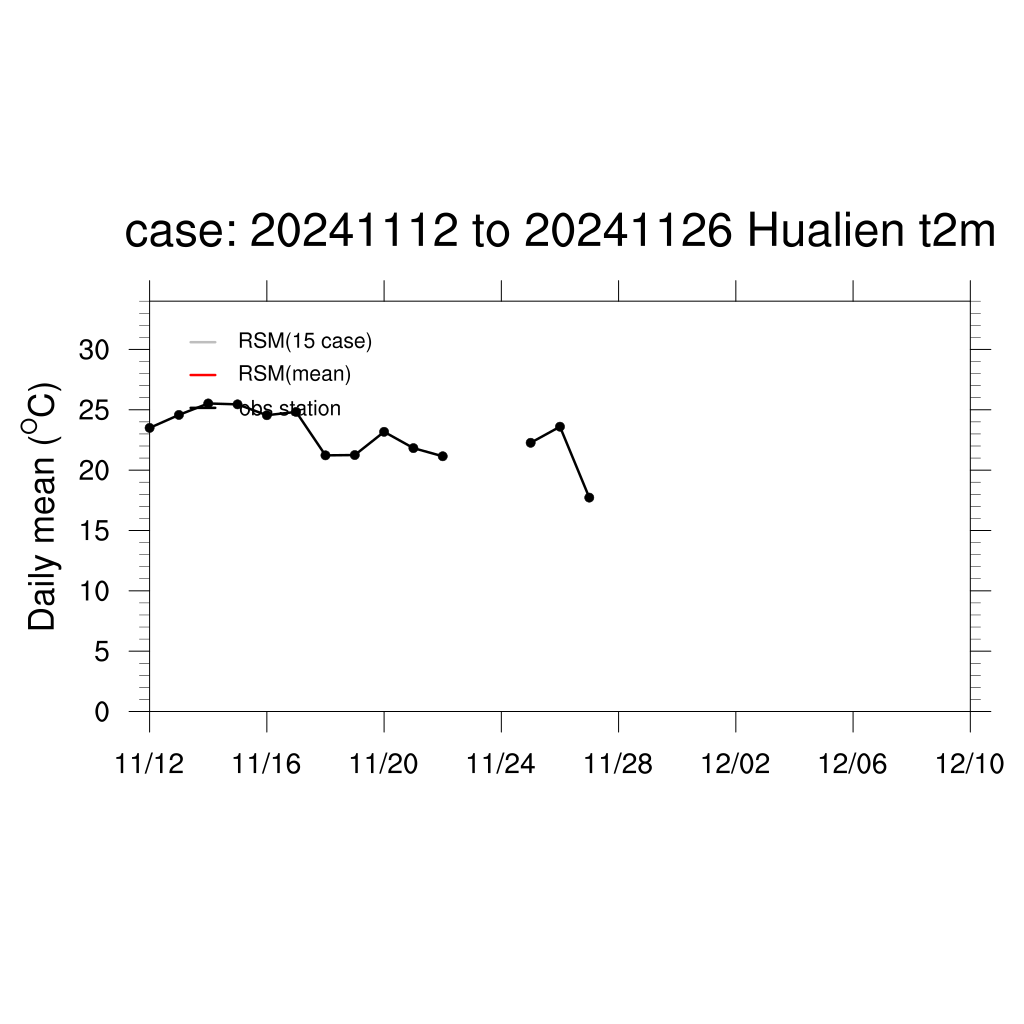 case: 20241112 to 20241126 Hualien t2m
RSM(15 case)
RSM(mean)
obs station
Daily mean (°C)
30
25
20
15
10
5
0
11/12 11/16 11/20 11/24 11/28 12/02 12/06 12/10